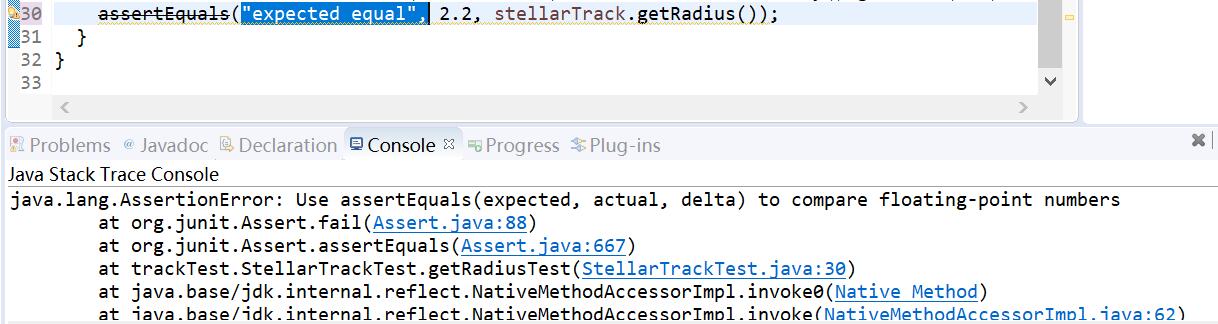 30 assertEquals("expected equal", 2.2, stellarTrack.getRadius());
31 }
32 }
33
Problems @ Javadoc Declaration Console Progress Plug-ins
Java Stack Trace Console
java.lang.AssertionError: Use assertEquals(expected, actual, delta) to compare floating-point numbers
at org.junit.Assert.fail(Assert.java:88)
at org.junit.Assert.assertEquals(Assert.java:667)
at trackTest.StellarTrackTest.getRadiusTest(StellarTrackTest.java:30)
at java.base/jdk.internal.reflect.NativeMethodAccessorImpl.invoke0(Native Method)
at java.base/jdk.internal.reflect.NativeMethodAccessorImpl.invoke(NativeMethodAccessorImpl.java:62)